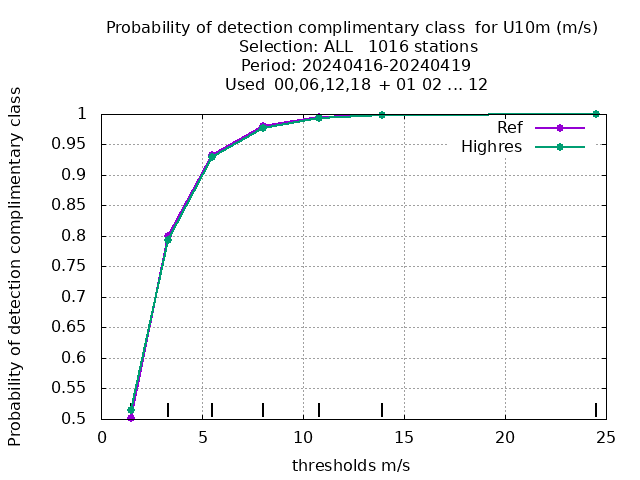 Probability of detection complimentary class  for U10m (m/s)
Selection: ALL   1016 stations
Period: 20240416-20240419
Used  00,06,12,18  + 01 02 ... 12
Probability of detection complimentary class
1
0.95
0.9
0.85
0.8
0.75
0.7
0.65
0.6
0.55
0.5
Ref
Highres
0 5 10 15 20 25
thresholds m/s